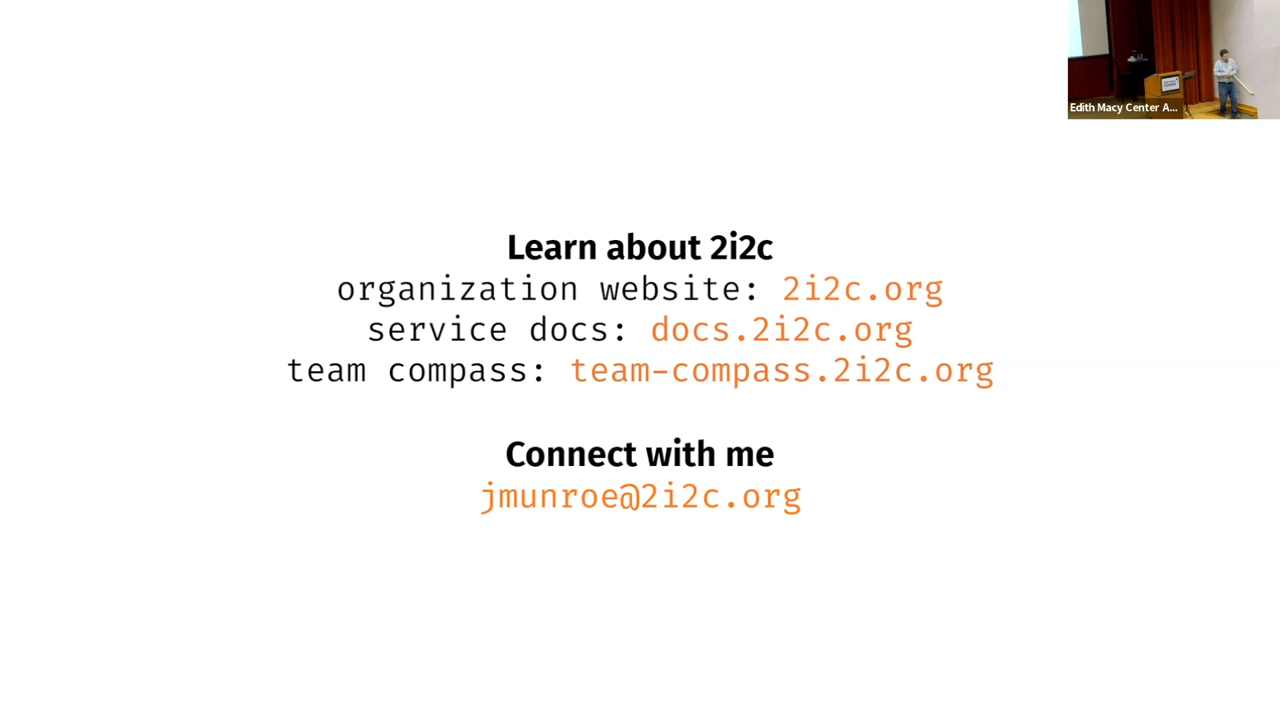 Learn about 2i2c
organization website: 2i2c.org
service docs: docs.2i2c.org
team compass: team-compass.2i2c.org
Connect with me
jmunroe@2i2c.org
Edith Macy Center A...